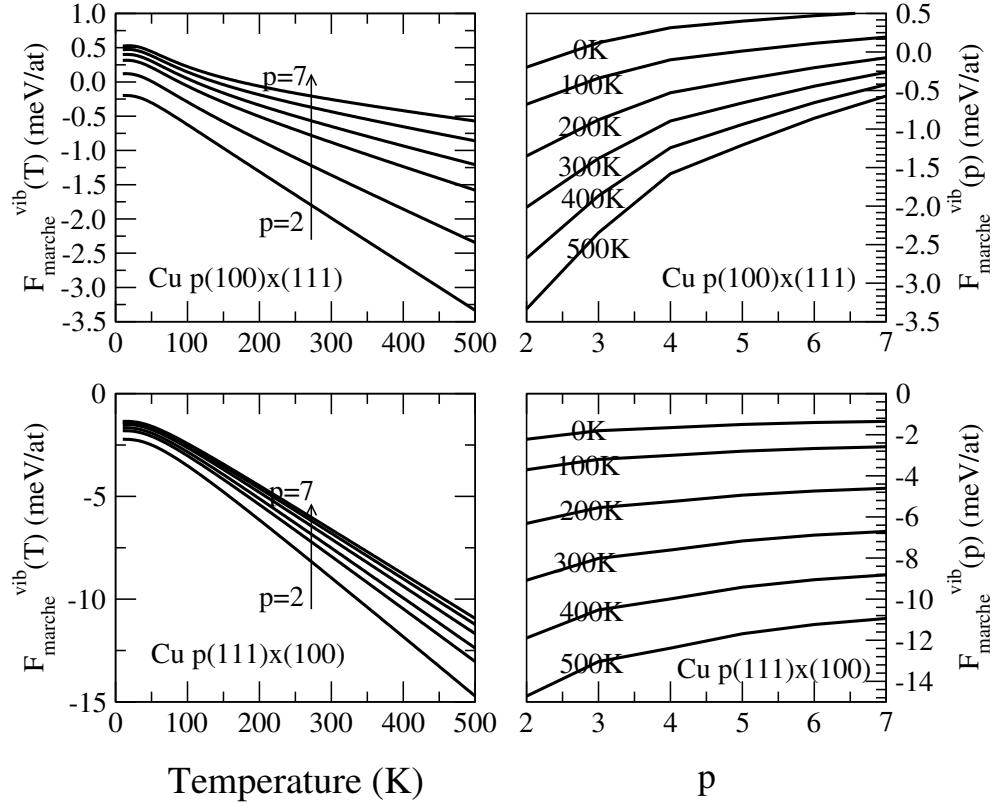 1.0
0.5
0.0
-0.5
-1.0
-1.5
-2.0
-2.5
-3.0
-3.5
F_marche^vib(T) (meV/at)
p=7
p=2
Cu p(100)x(111)
0 100 200 300 400 500
0K
100K
200K
300K
400K
500K
Cu p(100)x(111)
2 3 4 5 6 7
0.5
0.0
-0.5
-1.0
-1.5
-2.0
-2.5
-3.0
-3.5
F_marche^vib(p) (meV/at)
0
-5
-10
-15
F_marche^vib(T) (meV/at)
p=7
p=2
Cu p(111)x(100)
0 100 200 300 400 500
Temperature (K)
0K
100K
200K
300K
400K
500K
Cu p(111)x(100)
2 3 4 5 6 7
p
0
-2
-4
-6
-8
-10
-12
-14
F_marche^vib(p) (meV/at)